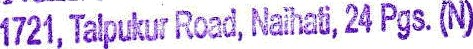 1721, Talpukur Road, Naihati, 24 Pgs. (N)